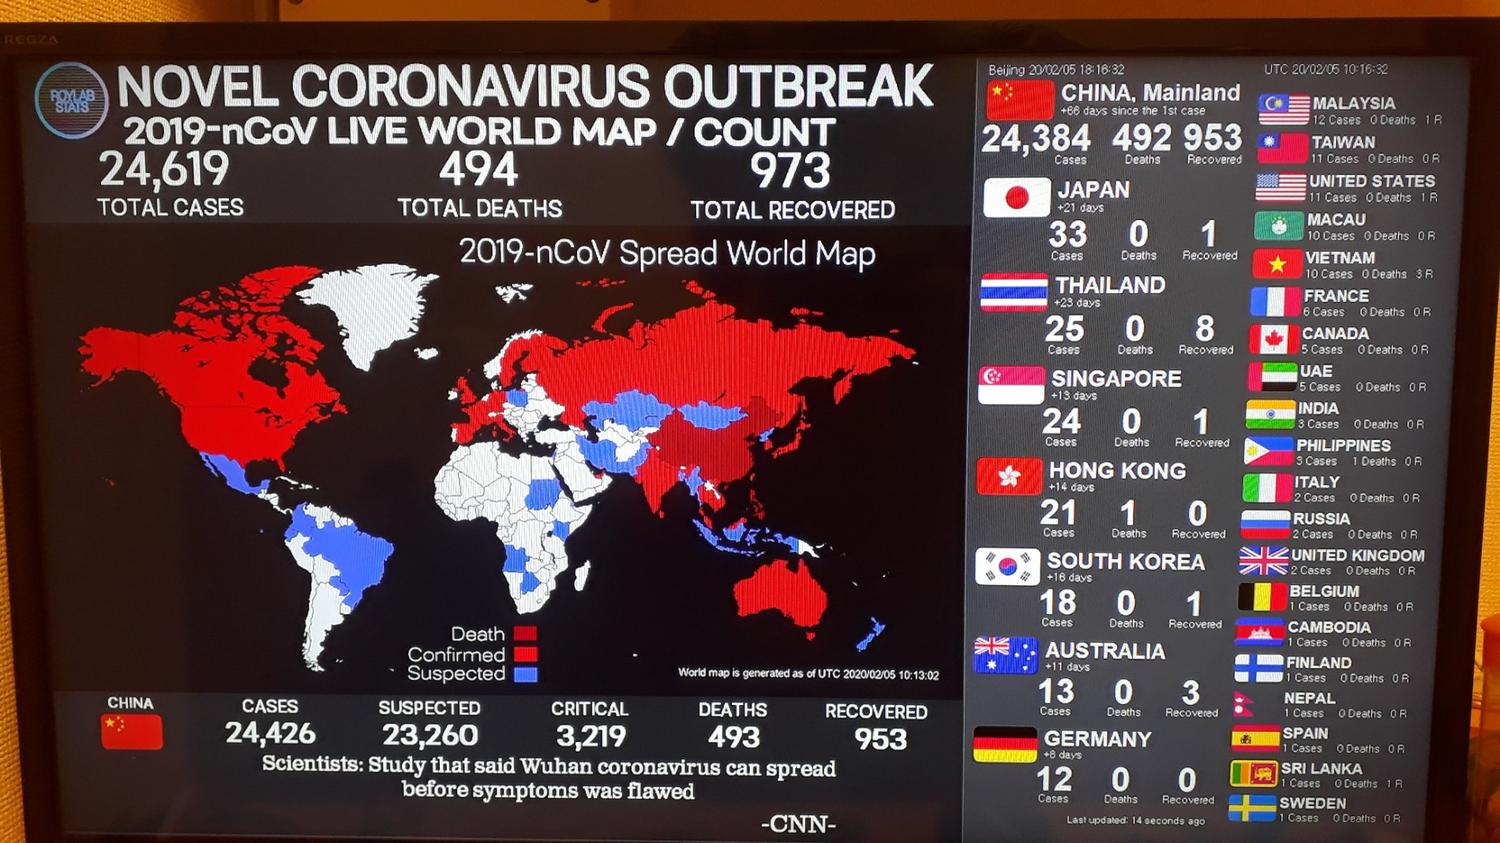 REGZA
ROYLAB
STATS
NOVEL CORONAVIRUS OUTBREAK
2019-nCoV LIVE WORLD MAP / COUNT
24,619 494 973
TOTAL CASES TOTAL DEATHS TOTAL RECOVERED
2019-nCoV Spread World Map
Death
Confirmed
Suspected
World map is generated as of UTC 2020/02/05 10:13:02
CHINA CASES SUSPECTED CRITICAL DEATHS RECOVERED
24,426 23,260 3,219 493 953
Scientists: Study that said Wuhan coronavirus can spread
before symptoms was flawed
-CNN-
Beijing 20/02/05 18:16:32
CHINA, Mainland
+66 days since the 1st case
24,384 492 953
Cases Deaths Recovered
JAPAN
+21 days
33 0 1
Cases Deaths Recovered
THAILAND
+23 days
25 0 8
Cases Deaths Recovered
SINGAPORE
+13 days
24 0 1
Cases Deaths Recovered
HONG KONG
+14 days
21 1 0
Cases Deaths Recovered
SOUTH KOREA
+16 days
18 0 1
Cases Deaths Recovered
AUSTRALIA
+11 days
13 0 3
Cases Deaths Recovered
GERMANY
+8 days
12 0 0
Cases Deaths Recovered
Last updated: 14 seconds ago
UTC 20/02/05 10:16:32
MALAYSIA
12 Cases 0 Deaths 1 R
TAIWAN
11 Cases 0 Deaths 0 R
UNITED STATES
11 Cases 0 Deaths 1 R
MACAU
10 Cases 0 Deaths 0 R
VIETNAM
10 Cases 0 Deaths 3 R
FRANCE
6 Cases 0 Deaths 0 R
CANADA
5 Cases 0 Deaths 0 R
UAE
5 Cases 0 Deaths 0 R
INDIA
3 Cases 0 Deaths 0 R
PHILIPPINES
3 Cases 1 Deaths 0 R
ITALY
2 Cases 0 Deaths 0 R
RUSSIA
2 Cases 0 Deaths 0 R
UNITED KINGDOM
2 Cases 0 Deaths 0 R
BELGIUM
1 Cases 0 Deaths 0 R
CAMBODIA
1 Cases 0 Deaths 0 R
FINLAND
1 Cases 0 Deaths 0 R
NEPAL
1 Cases 0 Deaths 0 R
SPAIN
1 Cases 0 Deaths 0 R
SRI LANKA
1 Cases 0 Deaths 1 R
SWEDEN
1 Cases 0 Deaths 0 R